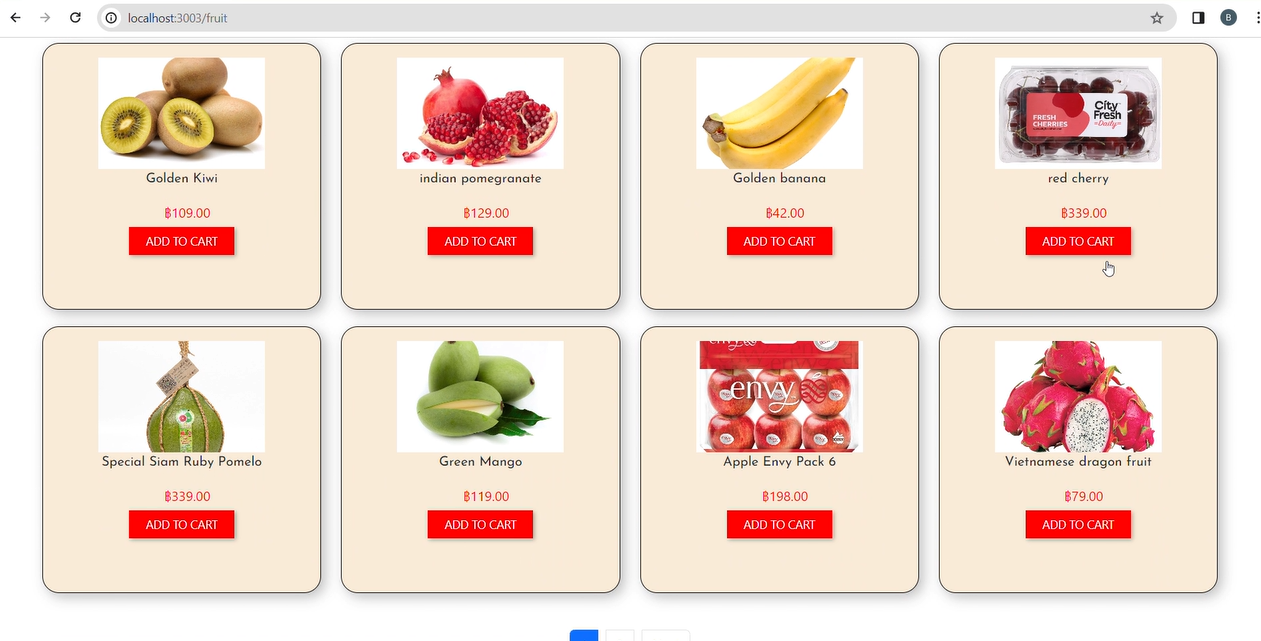 localhost:3003/fruit
B
FRESH
CHERRIES
City
Fresh
Daily
Golden Kiwi
indian pomegranate
Golden banana
red cherry
฿109.00
฿129.00
฿42.00
฿339.00
ADD TO CART
ADD TO CART
ADD TO CART
ADD TO CART
envy
Special Siam Ruby Pomelo
Green Mango
Apple Envy Pack 6
Vietnamese dragon fruit
฿339.00
฿119.00
฿198.00
฿79.00
ADD TO CART
ADD TO CART
ADD TO CART
ADD TO CART